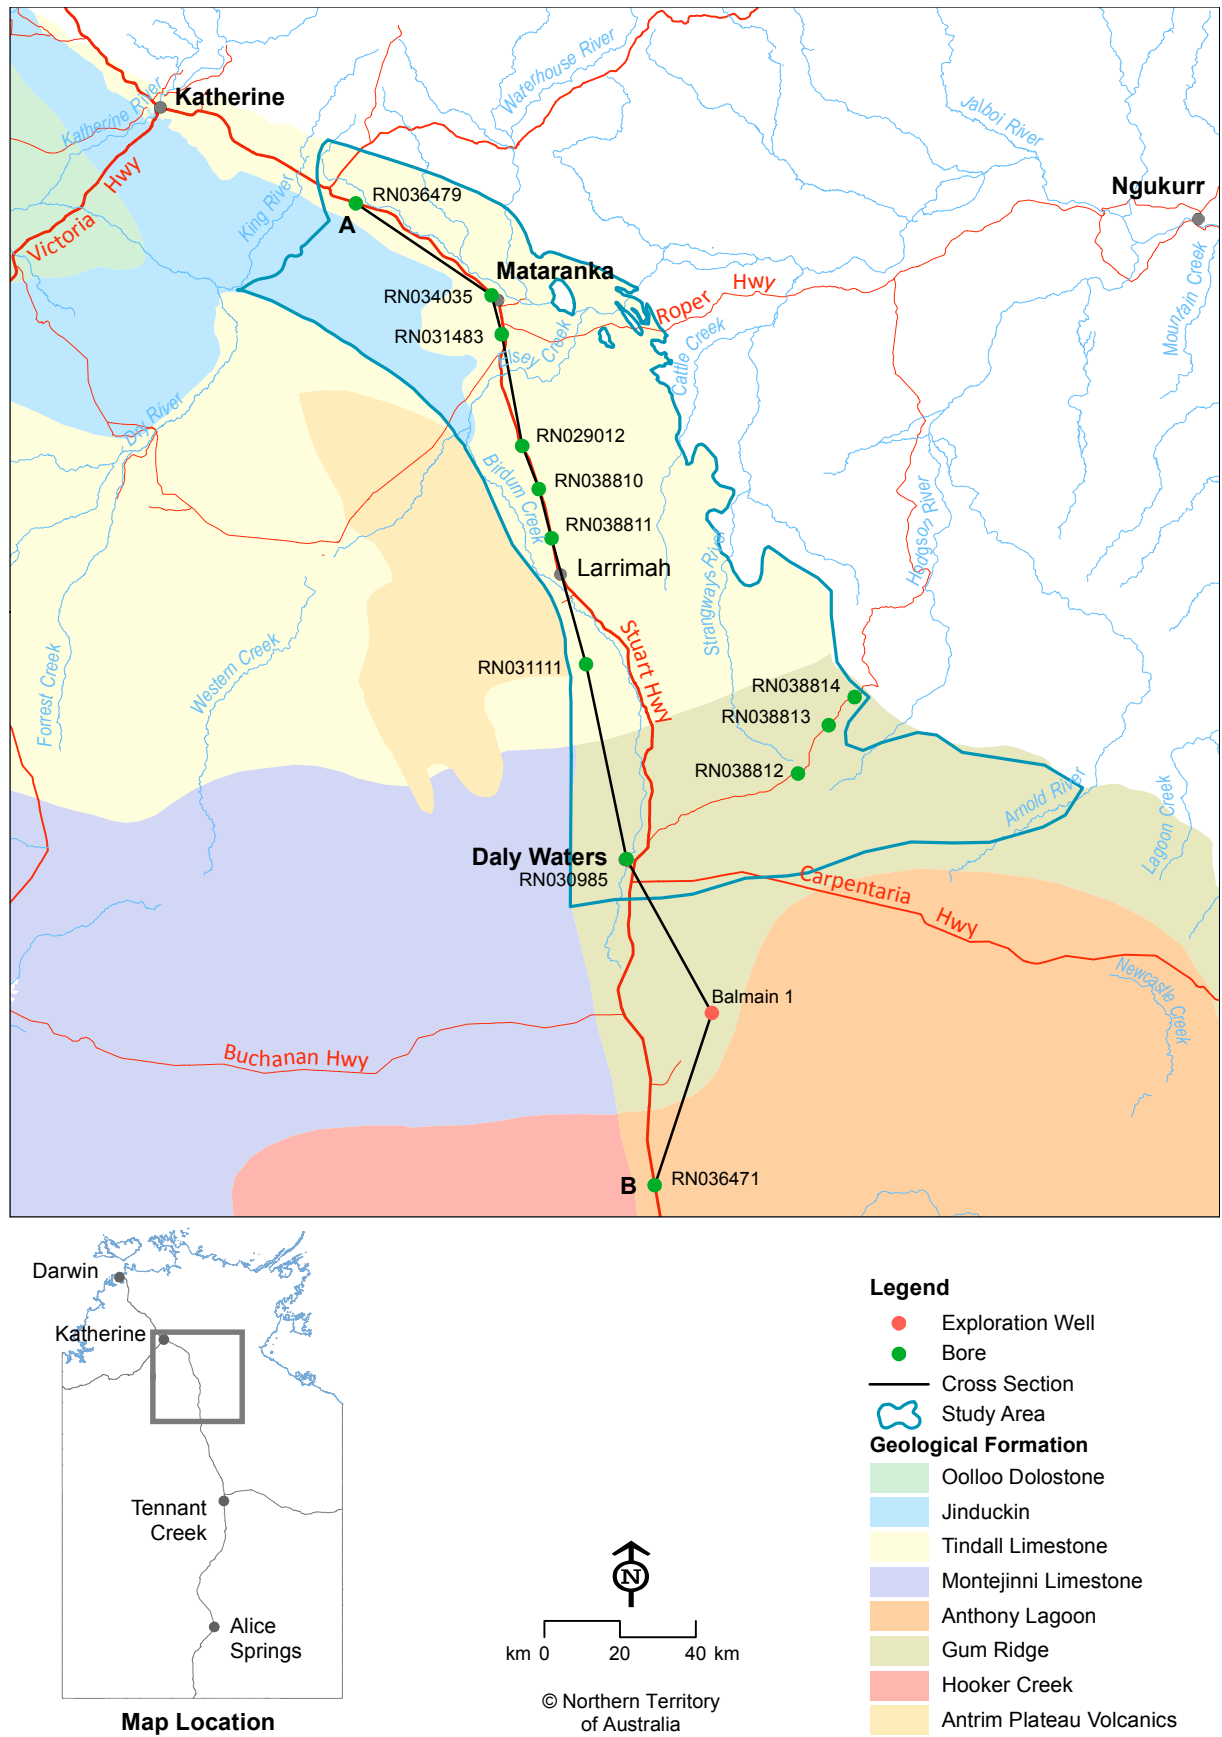 Waterhouse River
Katherine
Katherine River
Jalboi River
Hwy
Victoria
King River
RN036479
A
Ngukurr
Mataranka
RN034035
Roper
Hwy
RN031483
Elsey Creek
Cattle Creek
Mountain Creek
Dry River
RN029012
Birdum Creek
RN038810
RN038811
Hodgson River
Larrimah
Strangways River
Forrest Creek
Western Creek
Stuart Hwy
RN031111
RN038814
RN038813
RN038812
Arnold River
Lagoon Creek
Daly Waters
RN030985
Carpentaria
Hwy
Newcastle Creek
Balmain 1
Buchanan Hwy
B
RN036471
Darwin
Katherine
Tennant
Creek
Alice
Springs
Map Location
N
km 0 20 40 km
© Northern Territory
of Australia
Legend
Exploration Well
Bore
Cross Section
Study Area
Geological Formation
Oolloo Dolostone
Jinduckin
Tindall Limestone
Montejinni Limestone
Anthony Lagoon
Gum Ridge
Hooker Creek
Antrim Plateau Volcanics